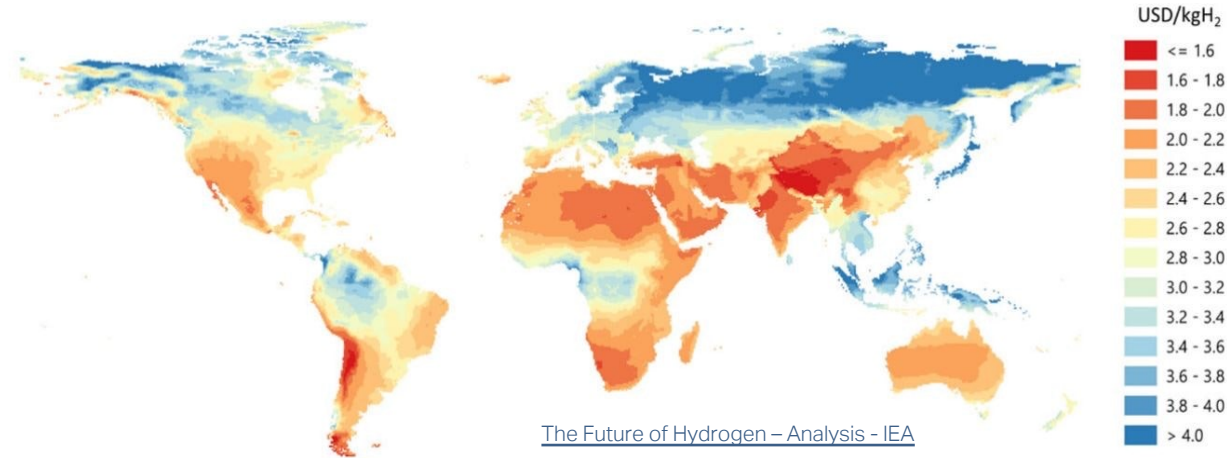 USD/kgH₂
<= 1.6
1.6 - 1.8
1.8 - 2.0
2.0 - 2.2
2.2 - 2.4
2.4 - 2.6
2.6 - 2.8
2.8 - 3.0
3.0 - 3.2
3.2 - 3.4
3.4 - 3.6
3.6 - 3.8
3.8 - 4.0
> 4.0
The Future of Hydrogen – Analysis - IEA